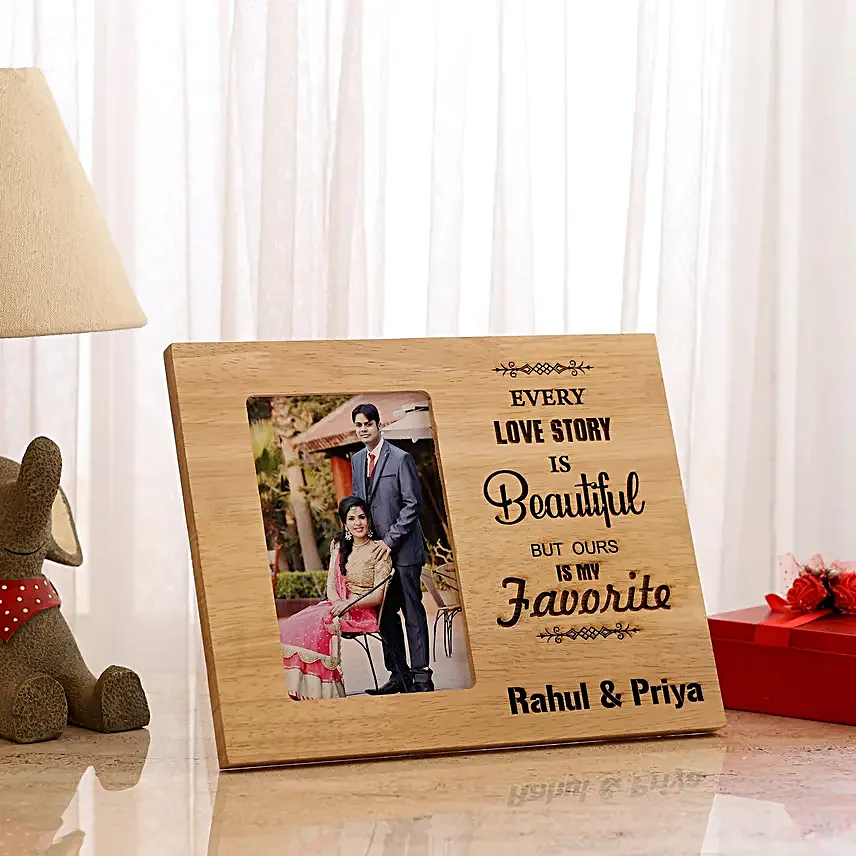 EVERY
LOVE STORY
IS
Beautiful
BUT OURS
IS MY
Favorite
Rahul & Priya